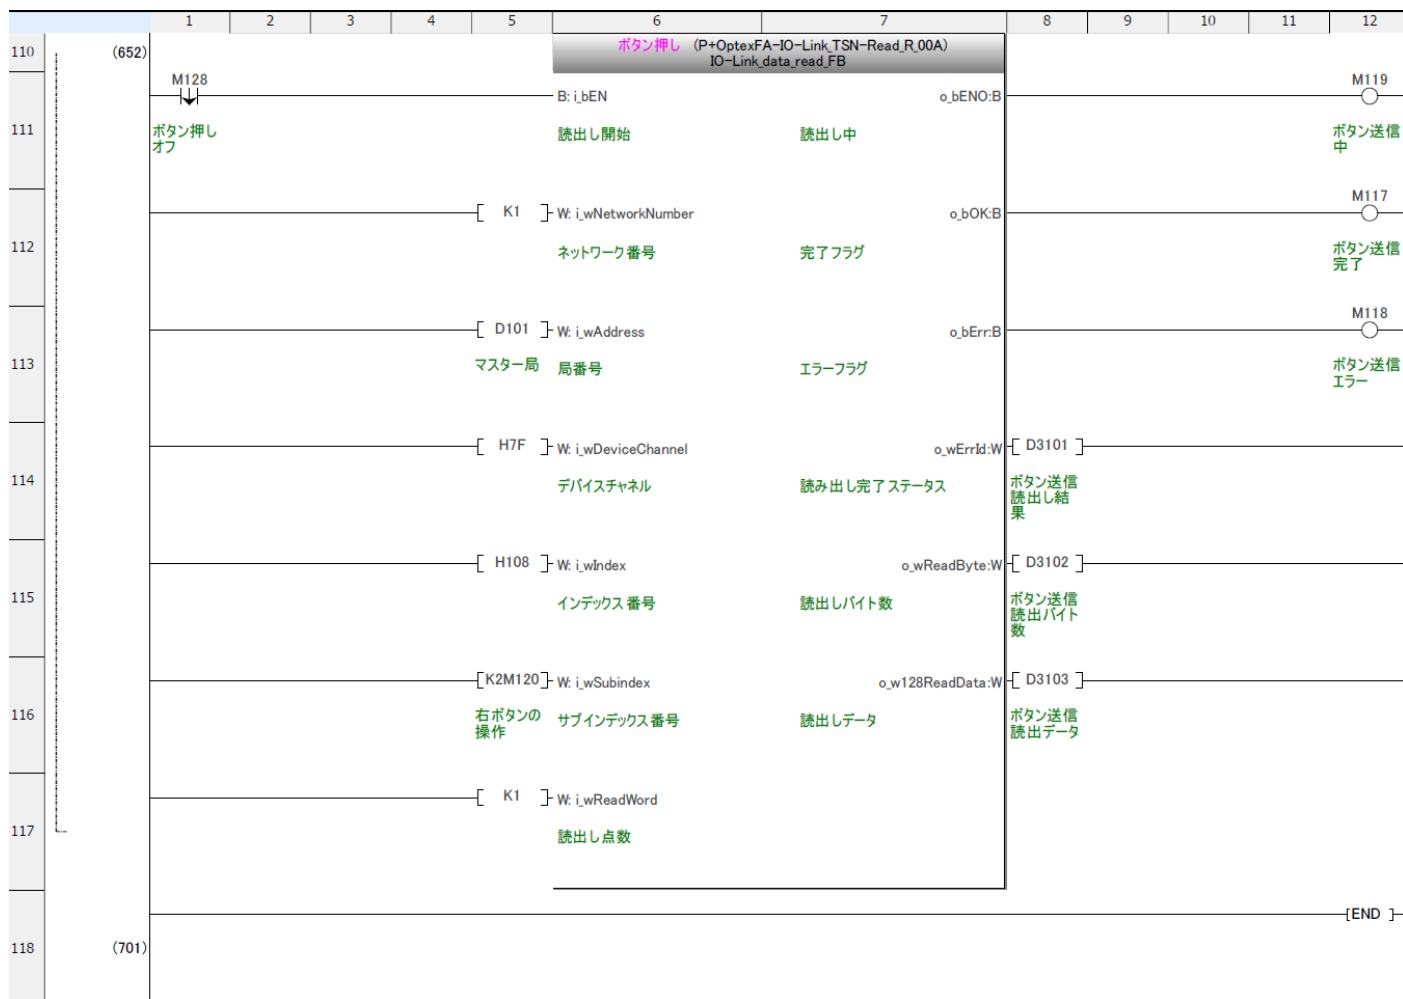 1 2 3 4 5 6 7 8 9 10 11 12
110 (652) ボタン押し (P+OptexFA-IO-Link_TSN-Read_R_00A)
IO-Link_data_read_FB
M128 M119
B: i_bEN o_bENO:B
111 ボタン押し 読出し開始 読出し中 ボタン送信
オフ 中
M117
K1 W: i_wNetworkNumber o_bOK:B
112 ネットワーク番号 完了フラグ ボタン送信
完了
M118
D101 W: i_wAddress o_bErr:B
113 マスター局 局番号 エラーフラグ ボタン送信
エラー
H7F W: i_wDeviceChannel o_wErrId:W D3101
114 デバイスチャネル 読み出し完了ステータス ボタン送信
読出し結
果
H108 W: i_wIndex o_wReadByte:W D3102
115 インデックス番号 読出しバイト数 ボタン送信
読出バイト
数
K2M120 W: i_wSubindex o_w128ReadData:W D3103
116 右ボタンの サブインデックス番号 読出しデータ ボタン送信
操作 読出データ
K1 W: i_wReadWord
117 読出し点数
END
118 (701)